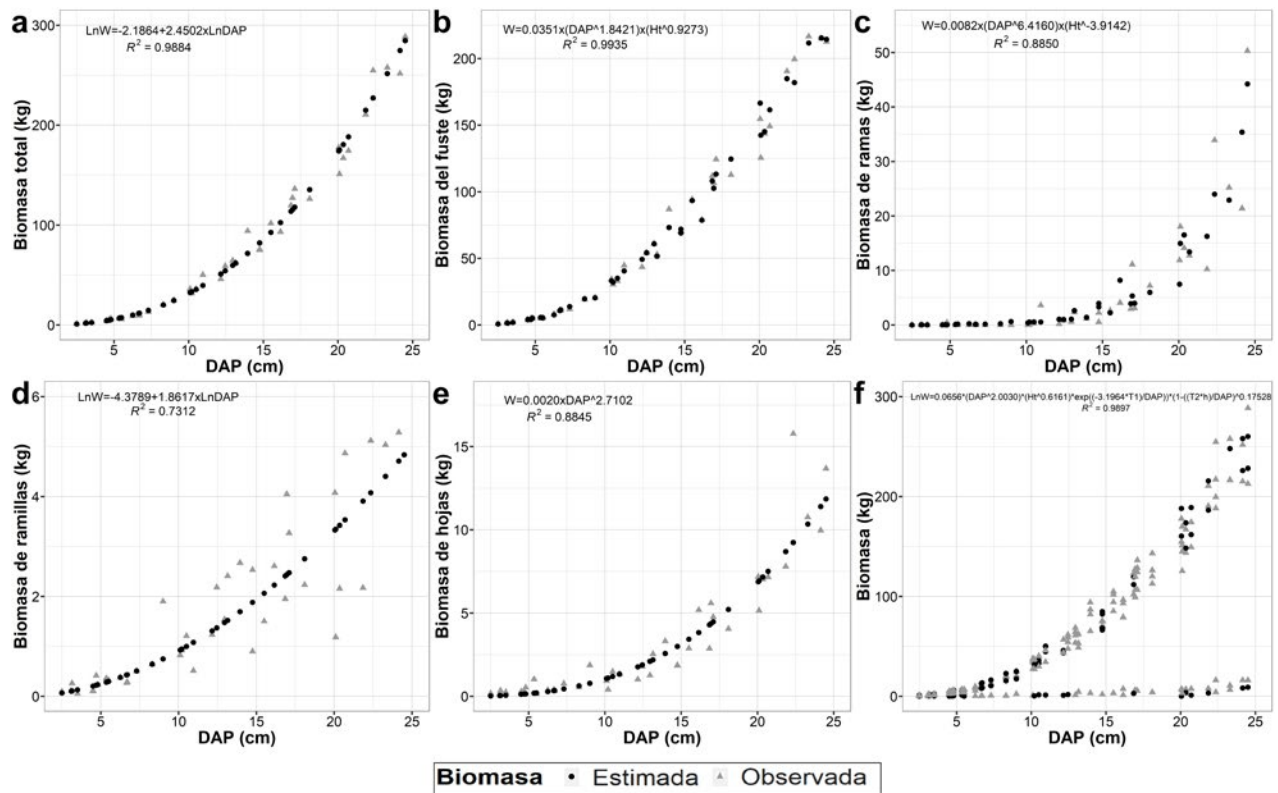 a
LnW=-2.1864+2.4502xLnDAP
R² = 0.9884
300
200
100
0
Biomasa total (kg)
5 10 15 20 25
DAP (cm)
b
W=0.0351x(DAP^1.8421)x(Ht^0.9273)
R² = 0.9935
200
150
100
50
0
Biomasa del fuste (kg)
5 10 15 20 25
DAP (cm)
c
W=0.0082x(DAP^6.4160)x(Ht^-3.9142)
R² = 0.8850
50
40
30
20
10
0
Biomasa de ramas (kg)
5 10 15 20 25
DAP (cm)
d
LnW=-4.3789+1.8617xLnDAP
R² = 0.7312
6
4
2
0
Biomasa de ramillas (kg)
5 10 15 20 25
DAP (cm)
e
W=0.0020xDAP^2.7102
R² = 0.8845
15
10
5
0
Biomasa de hojas (kg)
5 10 15 20 25
DAP (cm)
f
LnW=0.0656*(DAP^2.0030)*(Ht^0.6161)*exp((-3.1964*T1)/DAP))*(1-((T2*h)/DAP)^0.17528
R² = 0.9897
300
200
100
0
Biomasa (kg)
5 10 15 20 25
DAP (cm)
Biomasa Estimada Observada